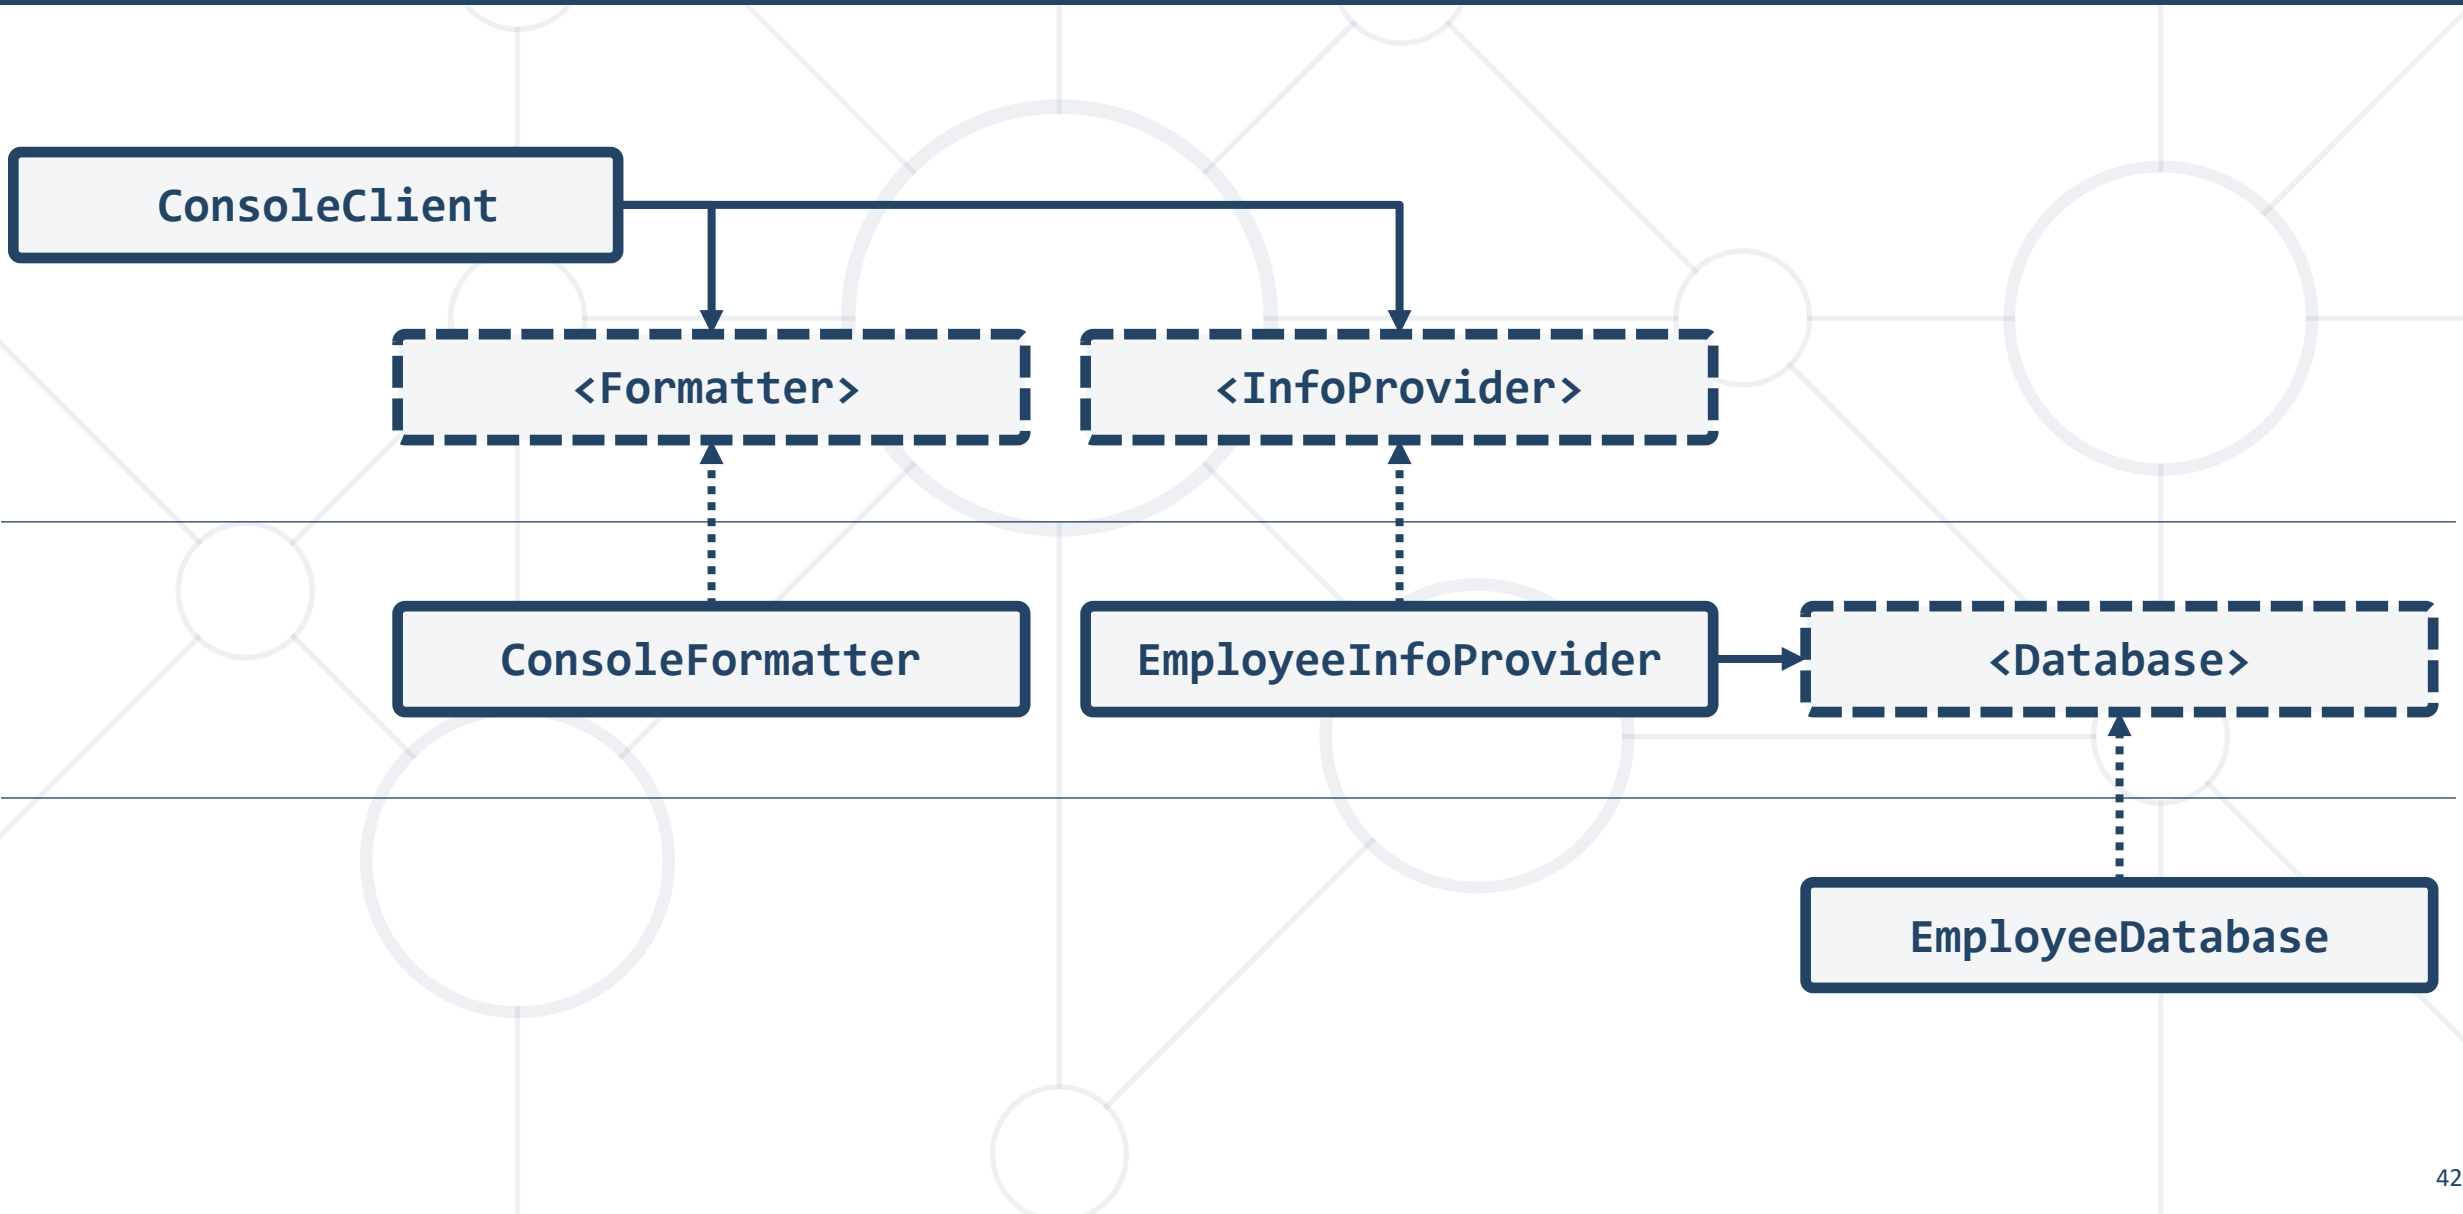 ConsoleClient
<Formatter>
<InfoProvider>
ConsoleFormatter
EmployeeInfoProvider
<Database>
EmployeeDatabase
42